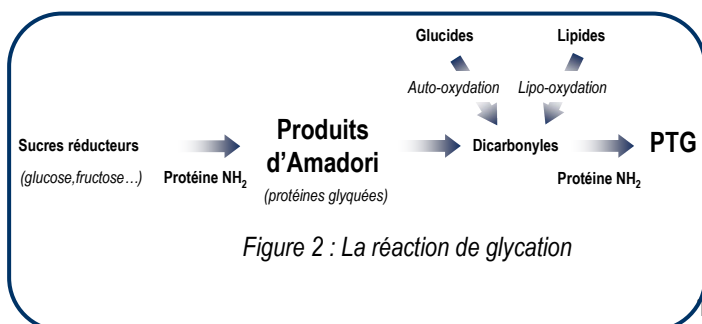 Glucides
Lipides
Auto-oxydation
Lipo-oxydation
Sucres réducteurs
(glucose,fructose…)
Protéine NH2
Produits
d’Amadori
(protéines glyquées)
Dicarbonyles
Protéine NH2
PTG
Figure 2 : La réaction de glycation